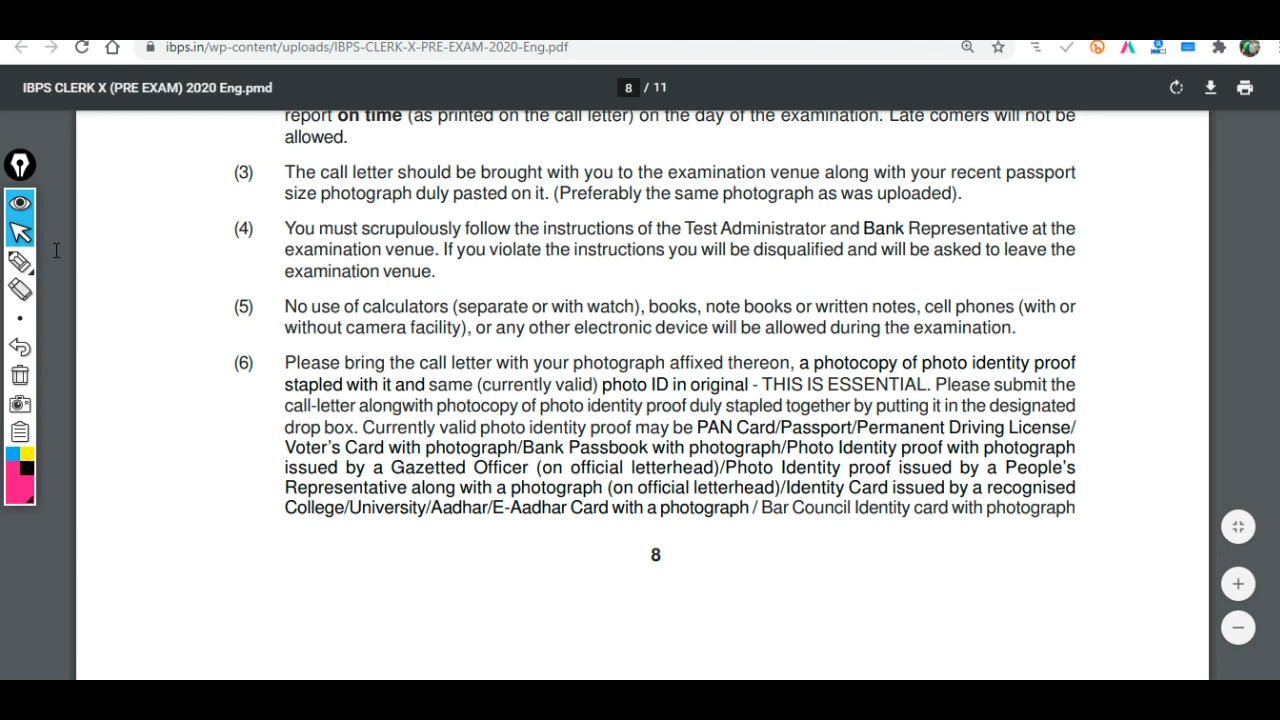 ibps.in/wp-content/uploads/IBPS-CLERK-X-PRE-EXAM-2020-Eng.pdf
IBPS CLERK X (PRE EXAM) 2020 Eng.pmd
8 / 11
report on time (as printed on the call letter) on the day of the examination. Late comers will not be
allowed.
(3) The call letter should be brought with you to the examination venue along with your recent passport
size photograph duly pasted on it. (Preferably the same photograph as was uploaded).
(4) You must scrupulously follow the instructions of the Test Administrator and Bank Representative at the
examination venue. If you violate the instructions you will be disqualified and will be asked to leave the
examination venue.
(5) No use of calculators (separate or with watch), books, note books or written notes, cell phones (with or
without camera facility), or any other electronic device will be allowed during the examination.
(6) Please bring the call letter with your photograph affixed thereon, a photocopy of photo identity proof
stapled with it and same (currently valid) photo ID in original - THIS IS ESSENTIAL. Please submit the
call-letter alongwith photocopy of photo identity proof duly stapled together by putting it in the designated
drop box. Currently valid photo identity proof may be PAN Card/Passport/Permanent Driving License/
Voter's Card with photograph/Bank Passbook with photograph/Photo Identity proof with photograph
issued by a Gazetted Officer (on official letterhead)/Photo Identity proof issued by a People's
Representative along with a photograph (on official letterhead)/Identity Card issued by a recognised
College/University/Aadhar/E-Aadhar Card with a photograph / Bar Council Identity card with photograph
8